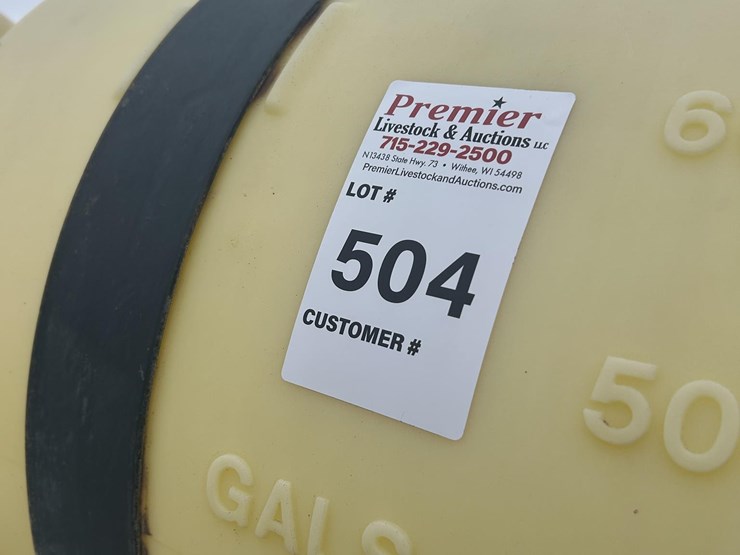 Premier
Livestock & Auctions LLC
715-229-2500
N13438 State Hwy. 73 • Withee, WI 54498
PremierLivestockandAuctions.com
LOT #
504
CUSTOMER #
6
50
GALS